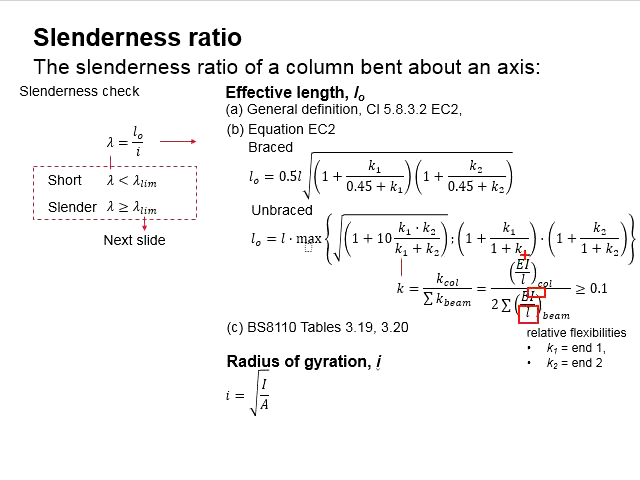 Slenderness ratio
The slenderness ratio of a column bent about an axis:
Slenderness check
λ = l_o / i
Short λ < λ_lim
Slender λ ≥ λ_lim
Next slide
Effective length, l_o
(a) General definition, Cl 5.8.3.2 EC2,
(b) Equation EC2
Braced
l_o = 0.5l √((1 + k_1 / (0.45 + k_1)) (1 + k_2 / (0.45 + k_2)))
Unbraced
l_o = l · max {√(1 + 10 (k_1 · k_2) / (k_1 + k_2)) ; (1 + k_1 / (1 + k_1)) · (1 + k_2 / (1 + k_2))}
k = k_col / ∑ k_beam = (EI / l)_col / 2 ∑ (EI / l)_beam ≥ 0.1
relative flexibilities
• k_1 = end 1,
• k_2 = end 2
(c) BS8110 Tables 3.19, 3.20
Radius of gyration, i
i = √(I / A)